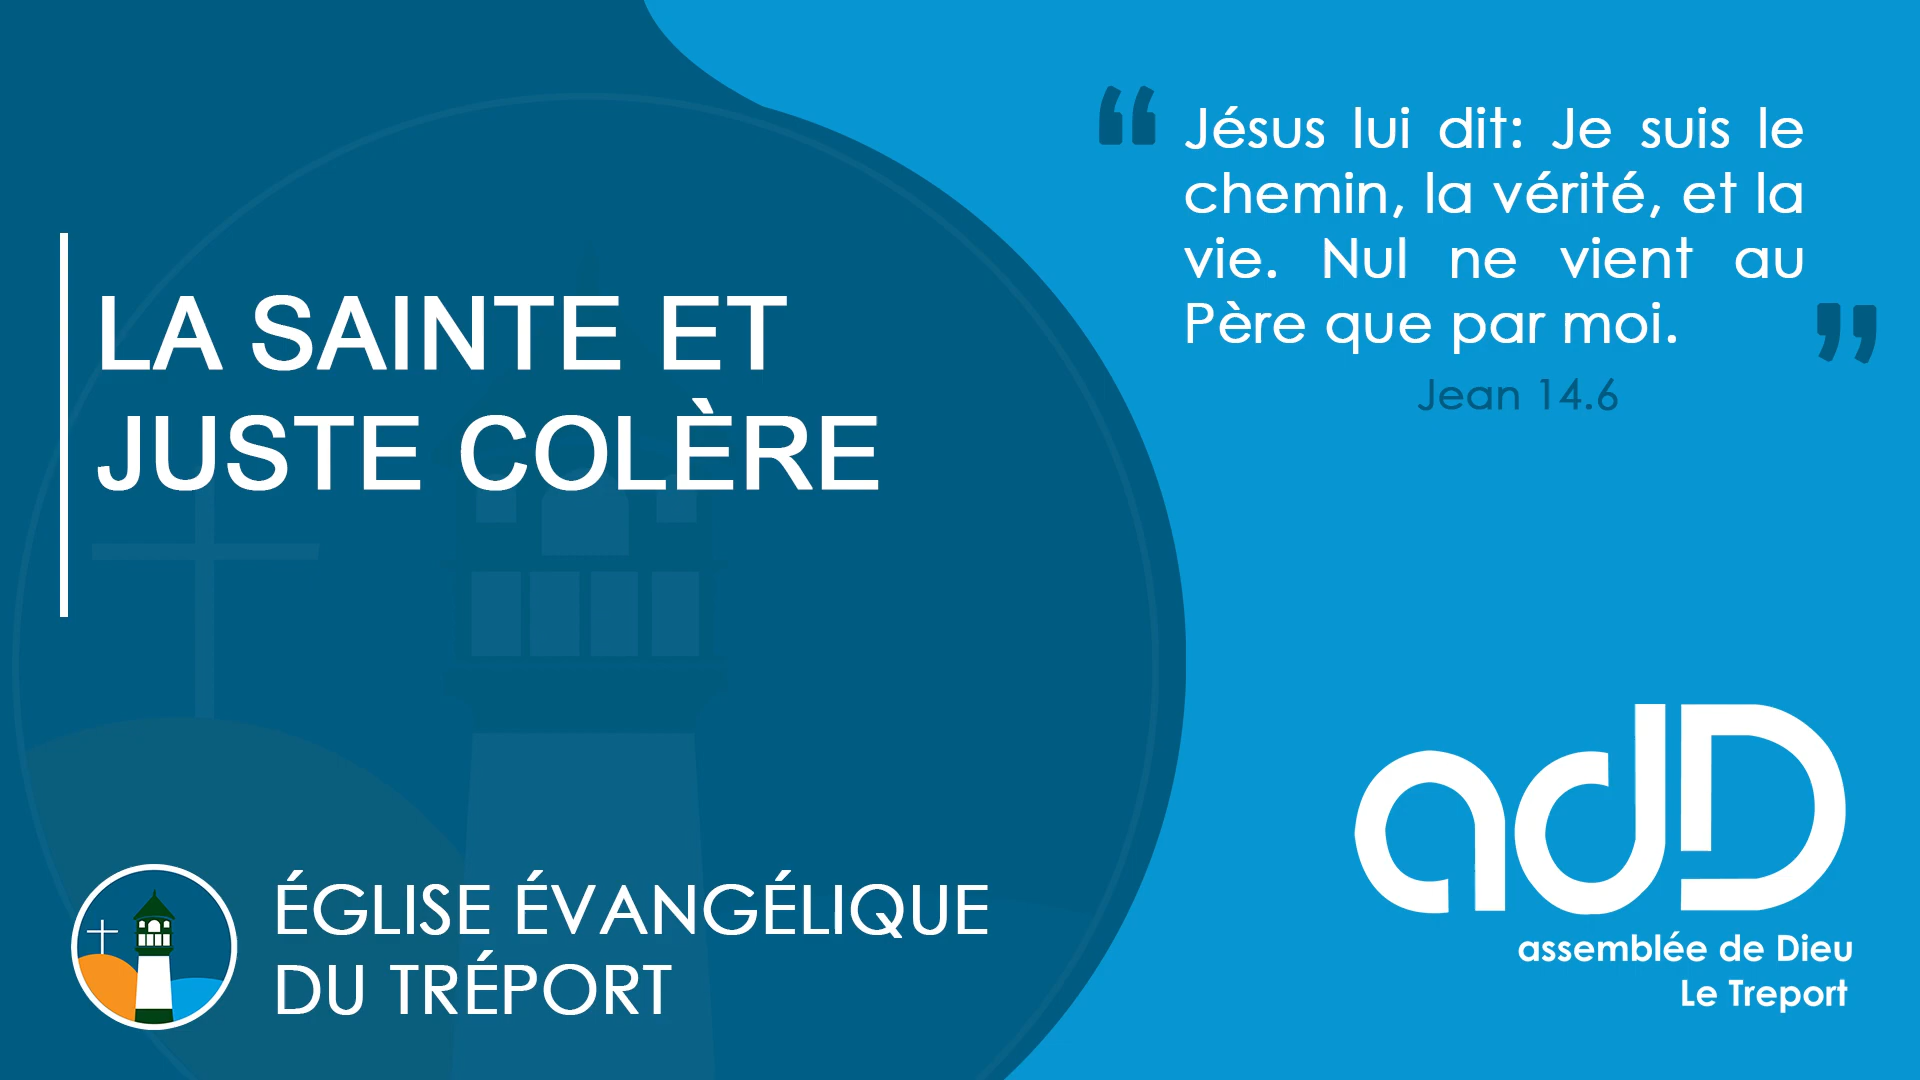 LA SAINTE ET
JUSTE COLÈRE
“ Jésus lui dit: Je suis le
chemin, la vérité, et la
vie. Nul ne vient au
Père que par moi. ”
Jean 14.6
ÉGLISE ÉVANGÉLIQUE
DU TRÉPORT
adD
assemblée de Dieu
Le Treport